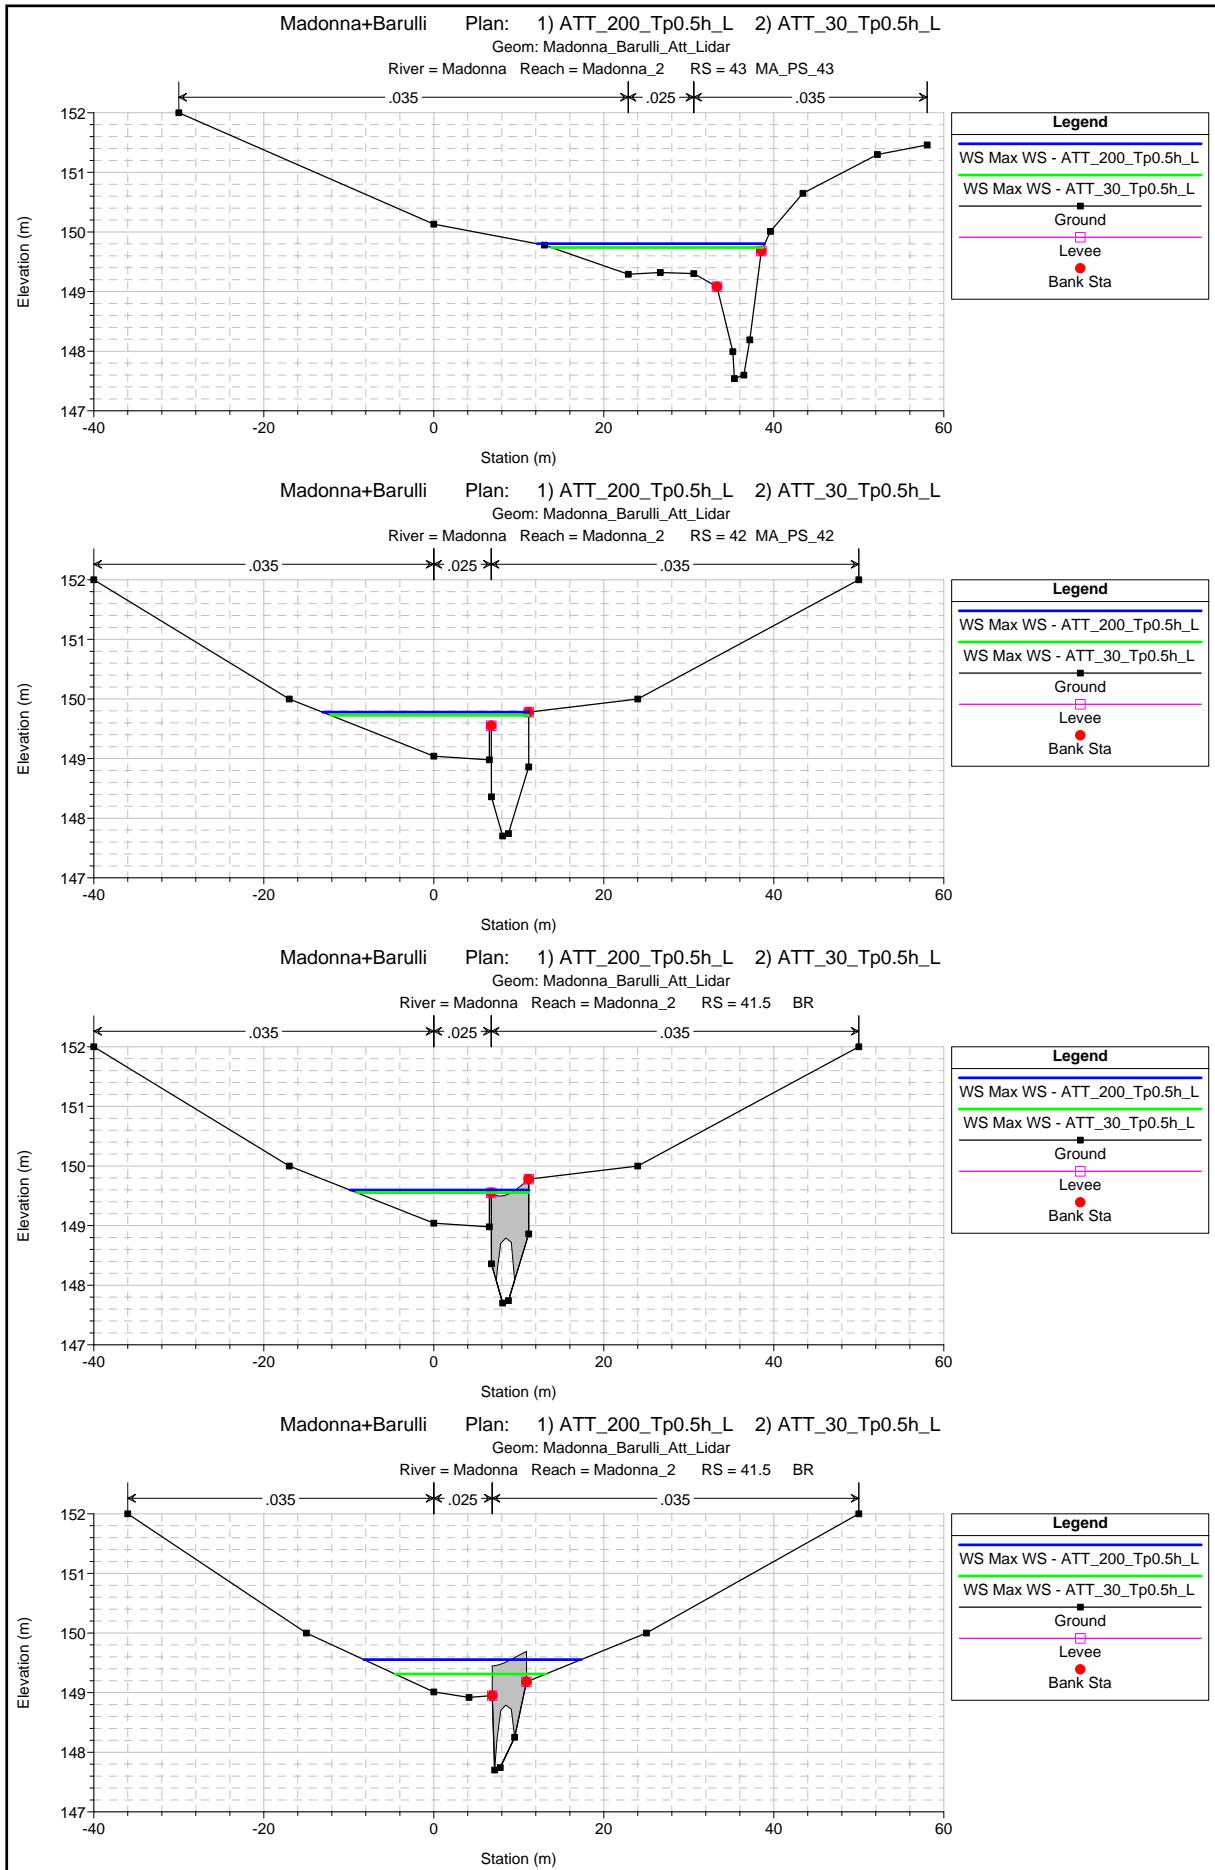 Madonna+Barulli Plan: 1) ATT_200_Tp0.5h_L 2) ATT_30_Tp0.5h_L
Geom: Madonna_Barulli_Att_Lidar
River = Madonna Reach = Madonna_2 RS = 43 MA_PS_43
.035 .025 .035
152
151
150
149
148
147
-40 -20 0 20 40 60
Station (m)
Elevation (m)
Legend
WS Max WS - ATT_200_Tp0.5h_L
WS Max WS - ATT_30_Tp0.5h_L
Ground
Levee
Bank Sta
Madonna+Barulli Plan: 1) ATT_200_Tp0.5h_L 2) ATT_30_Tp0.5h_L
Geom: Madonna_Barulli_Att_Lidar
River = Madonna Reach = Madonna_2 RS = 42 MA_PS_42
.035 .025 .035
152
151
150
149
148
147
-40 -20 0 20 40 60
Station (m)
Elevation (m)
Legend
WS Max WS - ATT_200_Tp0.5h_L
WS Max WS - ATT_30_Tp0.5h_L
Ground
Levee
Bank Sta
Madonna+Barulli Plan: 1) ATT_200_Tp0.5h_L 2) ATT_30_Tp0.5h_L
Geom: Madonna_Barulli_Att_Lidar
River = Madonna Reach = Madonna_2 RS = 41.5 BR
.035 .025 .035
152
151
150
149
148
147
-40 -20 0 20 40 60
Station (m)
Elevation (m)
Legend
WS Max WS - ATT_200_Tp0.5h_L
WS Max WS - ATT_30_Tp0.5h_L
Ground
Levee
Bank Sta
Madonna+Barulli Plan: 1) ATT_200_Tp0.5h_L 2) ATT_30_Tp0.5h_L
Geom: Madonna_Barulli_Att_Lidar
River = Madonna Reach = Madonna_2 RS = 41.5 BR
.035 .025 .035
152
151
150
149
148
147
-40 -20 0 20 40 60
Station (m)
Elevation (m)
Legend
WS Max WS - ATT_200_Tp0.5h_L
WS Max WS - ATT_30_Tp0.5h_L
Ground
Levee
Bank Sta